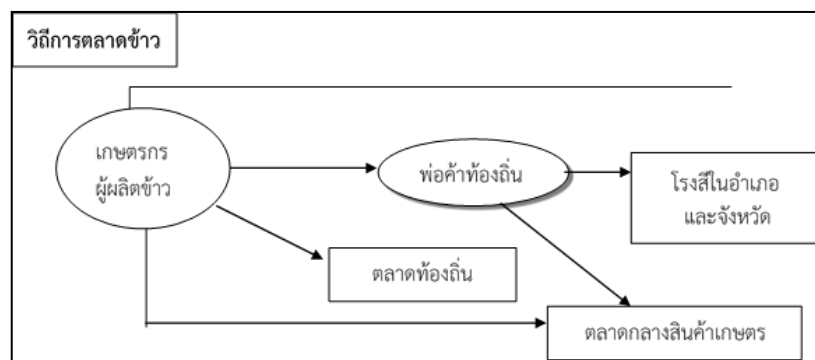 วิถีการตลาดข้าว
เกษตรกร
ผู้ผลิตข้าว
พ่อค้าท้องถิ่น
โรงสีในอำเภอ
และจังหวัด
ตลาดท้องถิ่น
ตลาดกลางสินค้าเกษตร